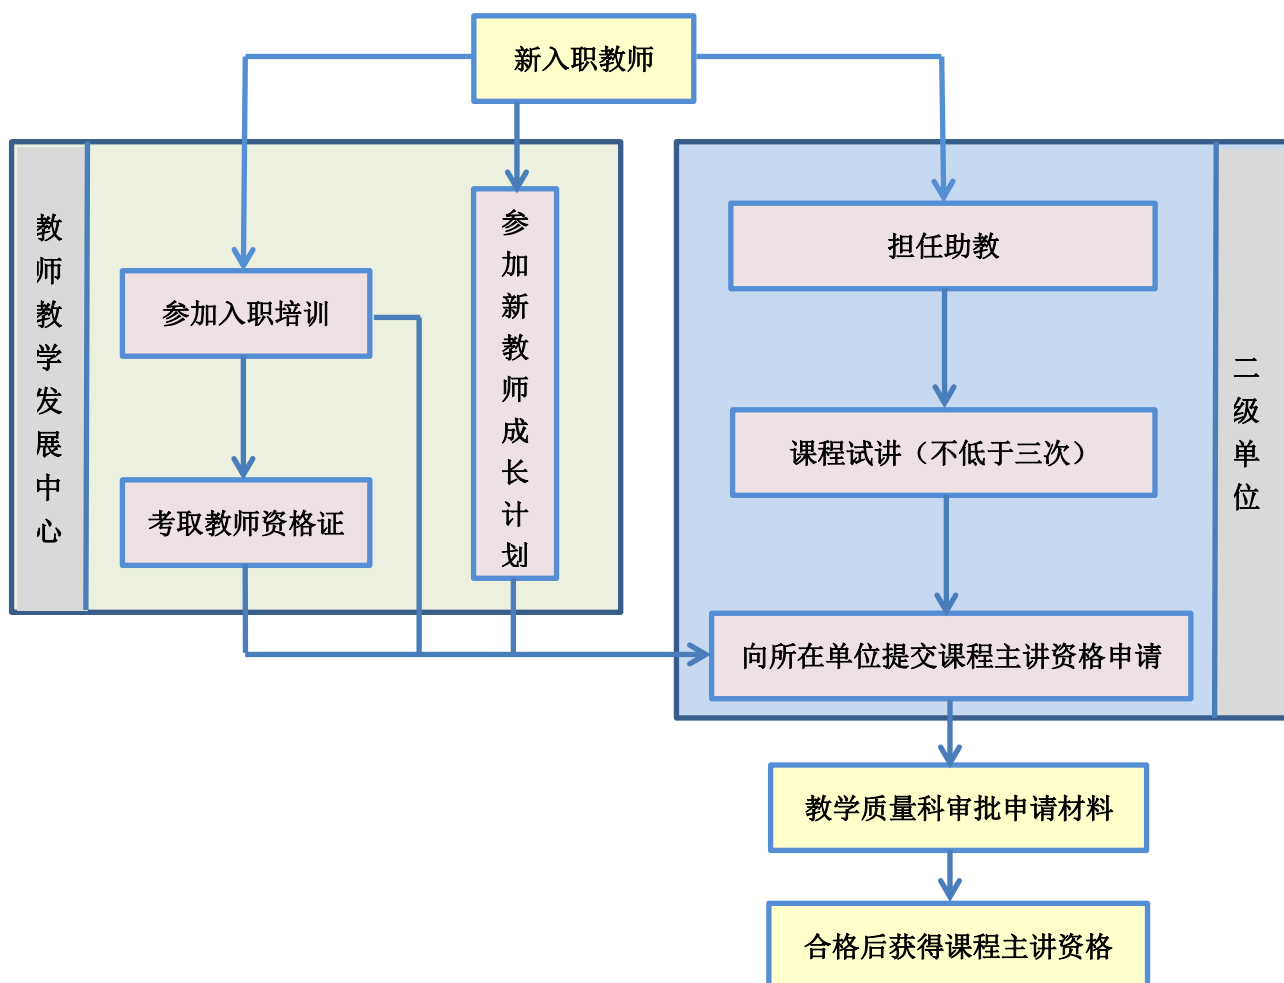 新入职教师
教师教学发展中心
参加入职培训
考取教师资格证
参加新教师成长计划
担任助教
课程试讲（不低于三次）
向所在单位提交课程主讲资格申请
二级单位
教学质量科审批申请材料
合格后获得课程主讲资格